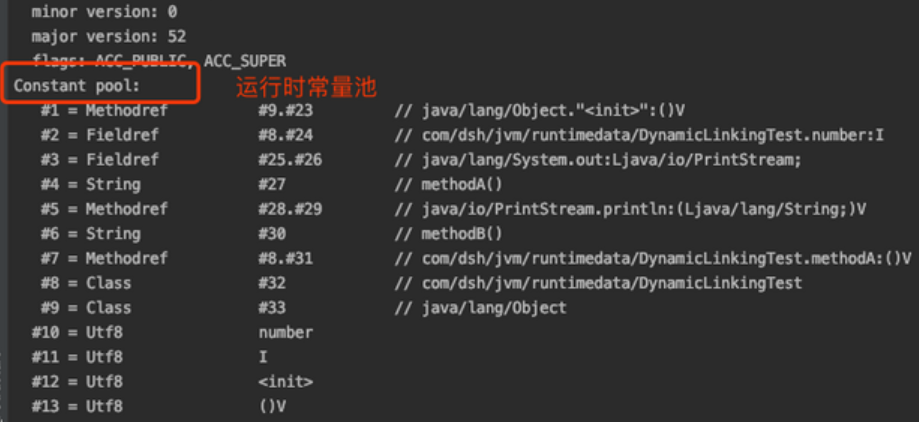 minor version: 0
major version: 52
flags: ACC_PUBLIC, ACC_SUPER
Constant pool: 运行时常量池
#1 = Methodref #9.#23 // java/lang/Object."<init>":()V
#2 = Fieldref #8.#24 // com/dsh/jvm/runtimedata/DynamicLinkingTest.number:I
#3 = Fieldref #25.#26 // java/lang/System.out:Ljava/io/PrintStream;
#4 = String #27 // methodA()
#5 = Methodref #28.#29 // java/io/PrintStream.println:(Ljava/lang/String;)V
#6 = String #30 // methodB()
#7 = Methodref #8.#31 // com/dsh/jvm/runtimedata/DynamicLinkingTest.methodA:()V
#8 = Class #32 // com/dsh/jvm/runtimedata/DynamicLinkingTest
#9 = Class #33 // java/lang/Object
#10 = Utf8 number
#11 = Utf8 I
#12 = Utf8 <init>
#13 = Utf8 ()V